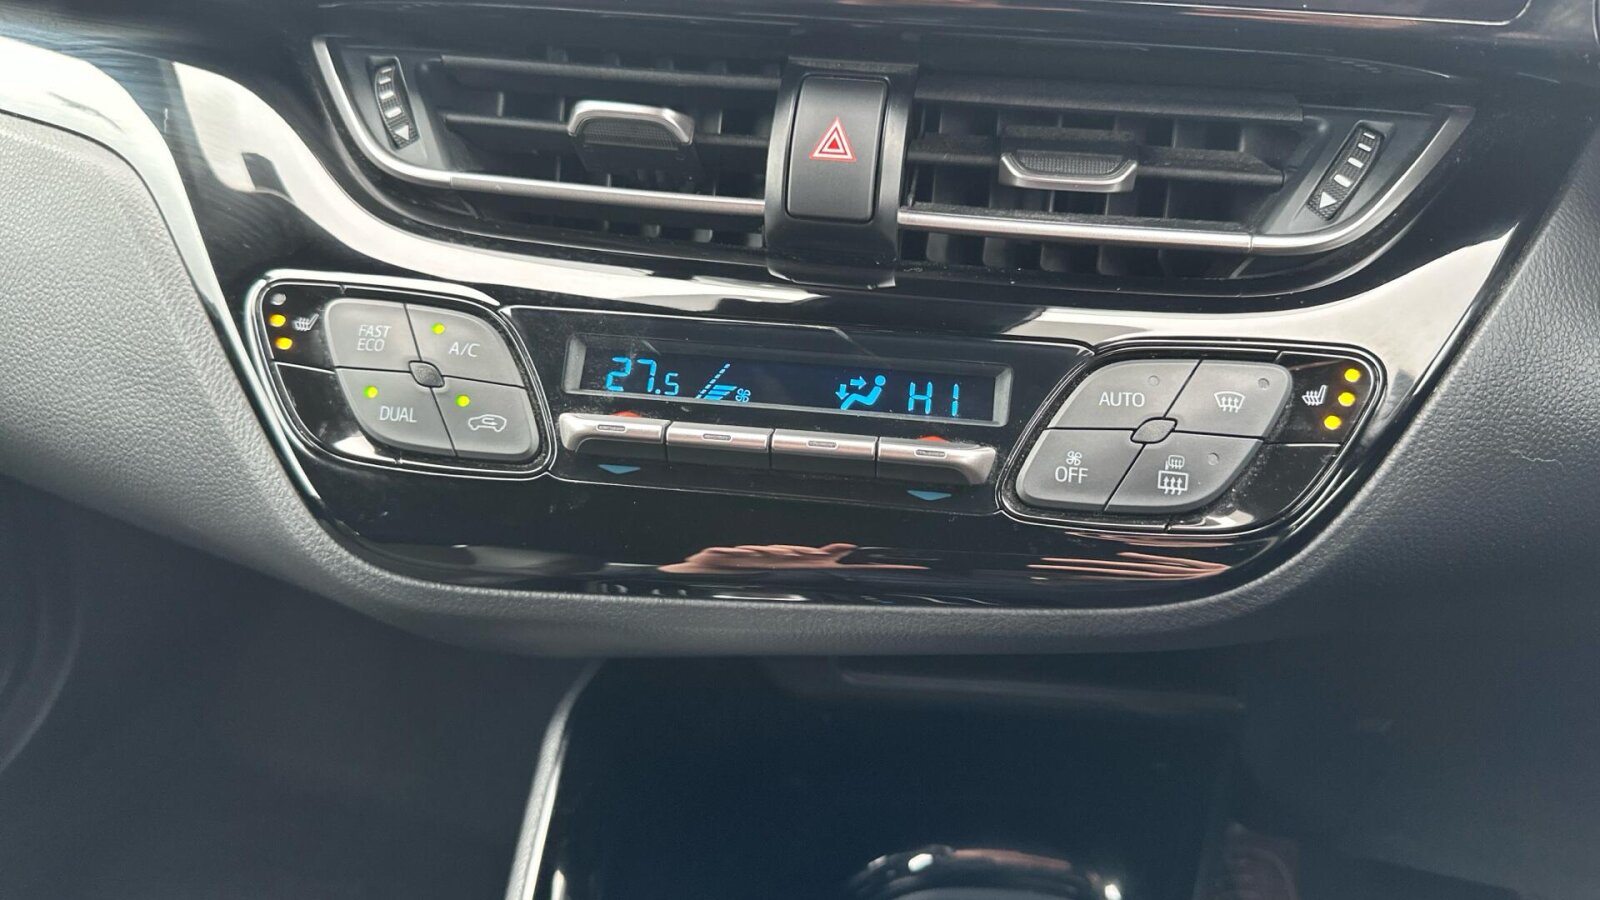 FAST
ECO
A/C
DUAL
27.5
HI
AUTO
OFF